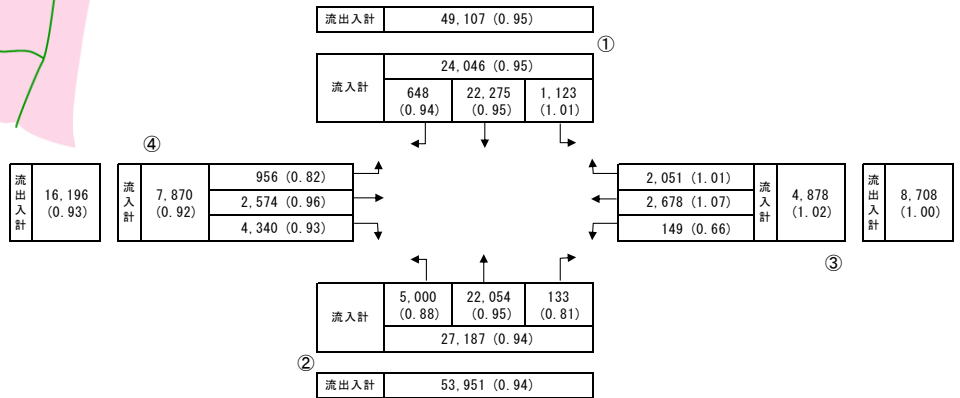 流出入計 49,107 (0.95)
①
流入計 24,046 (0.95)
648 22,275 1,123
(0.94) (0.95) (1.01)
④
流出入計 16,196 (0.93)
流入計 7,870 (0.92)
956 (0.82)
2,574 (0.96)
4,340 (0.93)
2,051 (1.01)
2,678 (1.07)
149 (0.66)
流入計 4,878 (1.02)
流出入計 8,708 (1.00)
③
5,000 22,054 133
(0.88) (0.95) (0.81)
流入計 27,187 (0.94)
②
流出入計 53,951 (0.94)